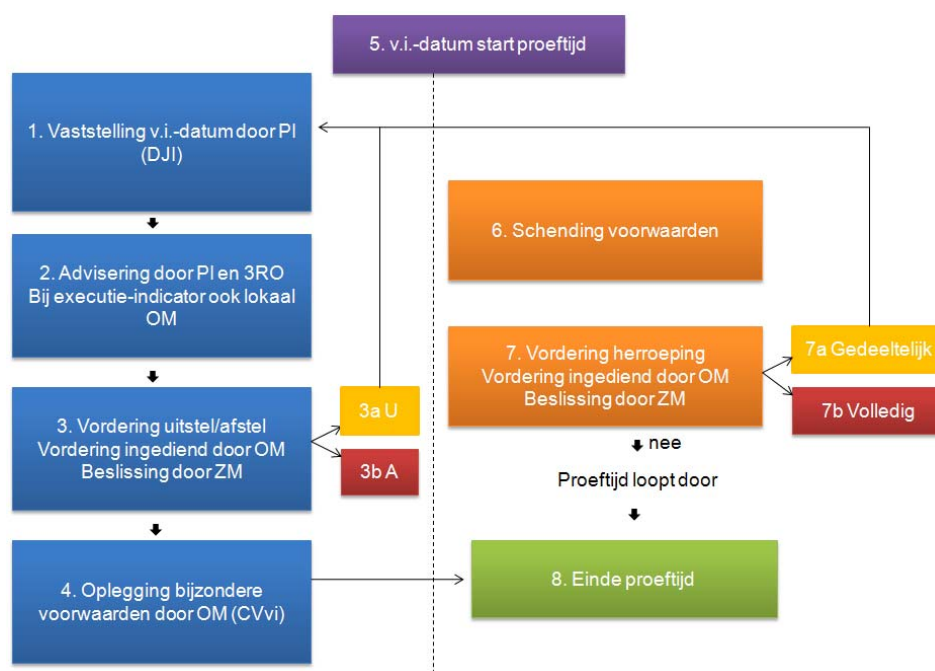 5. v.i.-datum start proeftijd
1. Vaststelling v.i.-datum door PI
(DJI)
2. Advisering door PI en 3RO
Bij executie-indicator ook lokaal
OM
3. Vordering uitstel/afstel
Vordering ingediend door OM
Beslissing door ZM
3a U
3b A
4. Oplegging bijzondere
voorwaarden door OM (CVvi)
6. Schending voorwaarden
7. Vordering herroeping
Vordering ingediend door OM
Beslissing door ZM
7a Gedeeltelijk
7b Volledig
nee
Proeftijd loopt door
8. Einde proeftijd